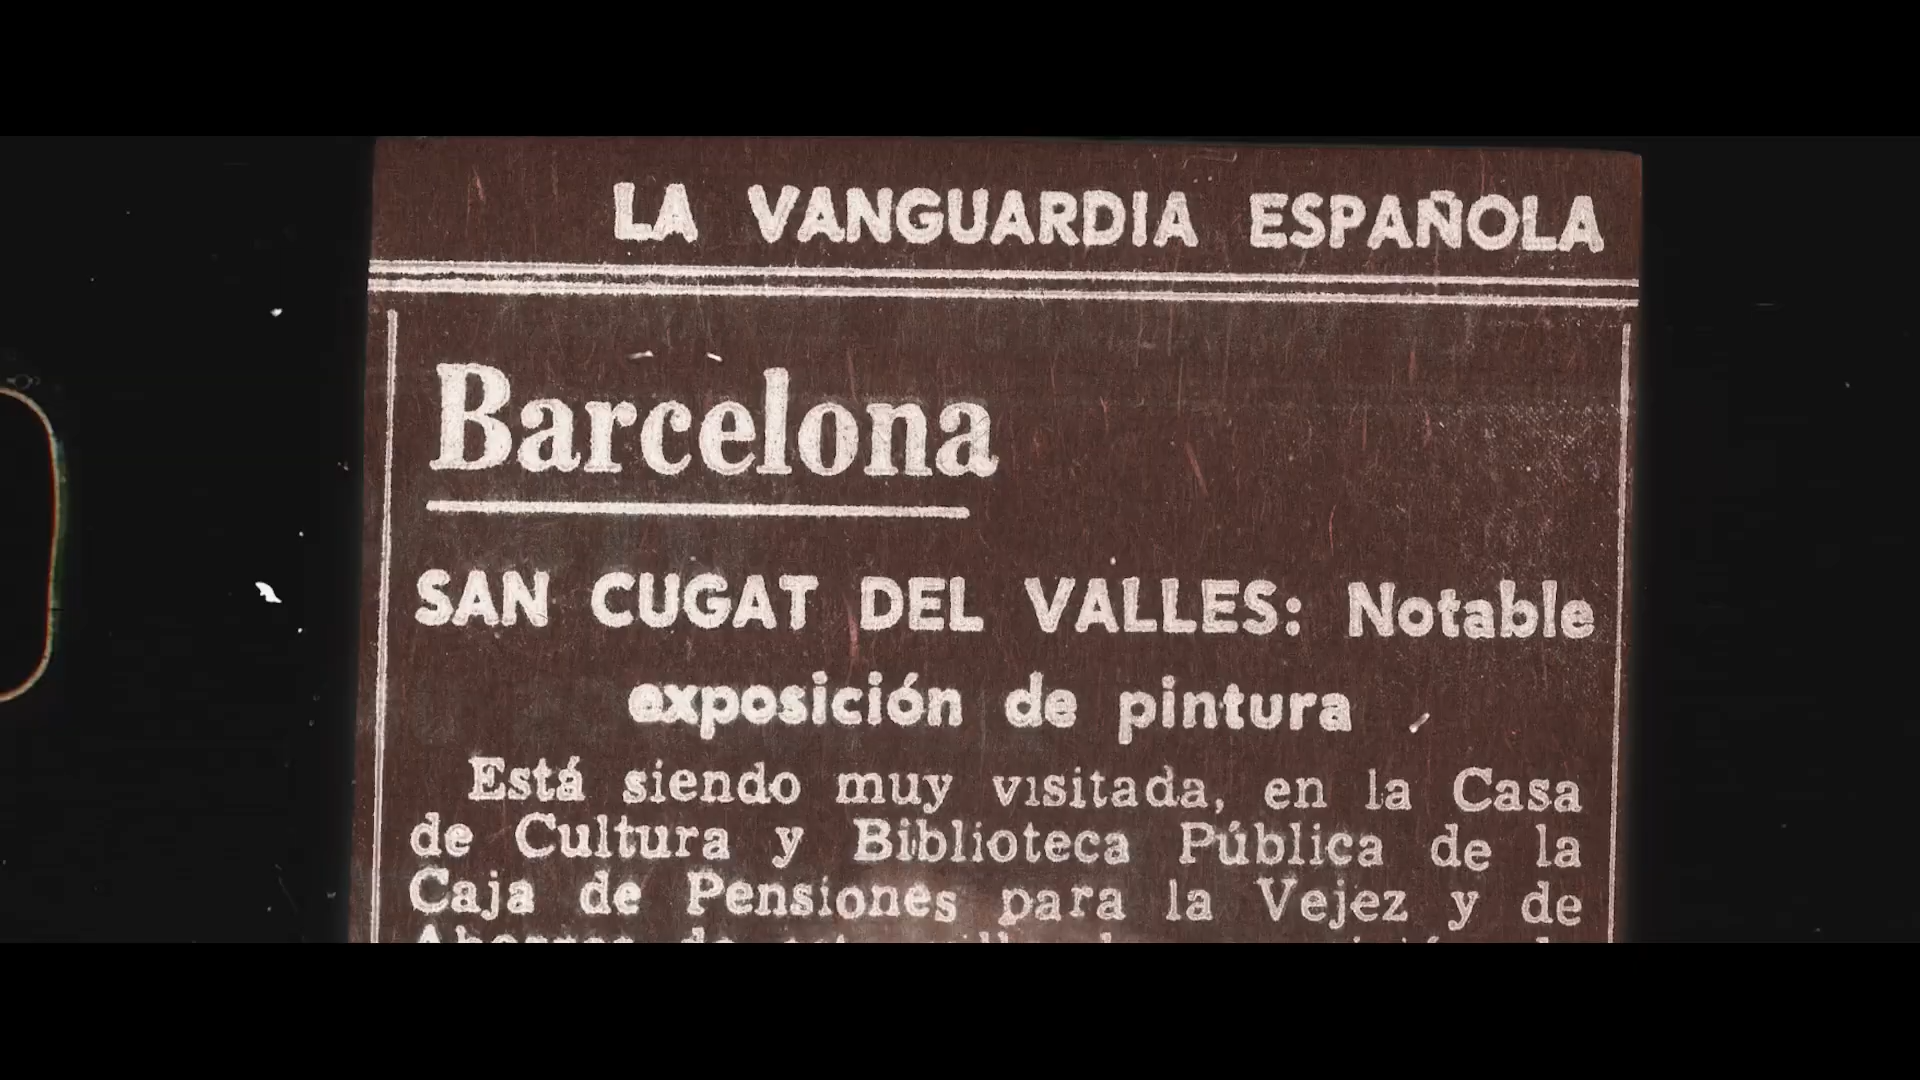 LA VANGUARDIA ESPAÑOLA
Barcelona
SAN CUGAT DEL VALLES: Notable
exposición de pintura
Está siendo muy visitada, en la Casa
de Cultura y Biblioteca Pública de la
Caja de Pensiones para la Vejez y de